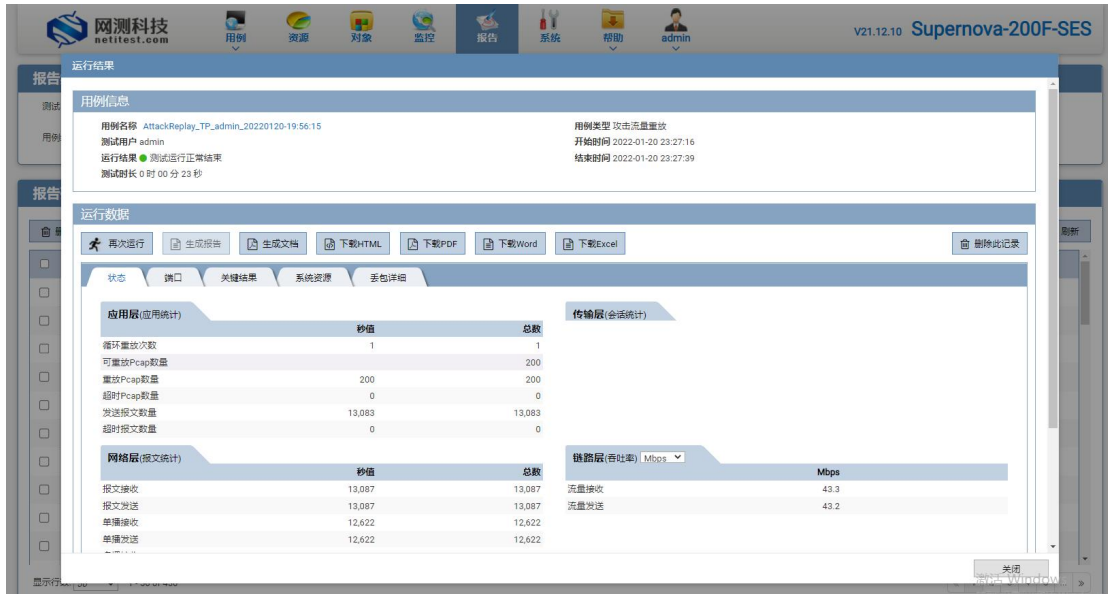 网测科技
netitest.com
用例
资源
对象
监控
报告
系统
帮助
admin
V21.12.10 Supernova-200F-SES
报告
运行结果
测试
用例
用例信息
用例名称 AttackReplay_TP_admin_20220120-19:56:15
用例类型 攻击流量重放
测试用户 admin
开始时间 2022-01-20 23:27:16
运行结果 测试运行正常结束
结束时间 2022-01-20 23:27:39
测试时长 0 时 00 分 23 秒
报告
运行数据
再次运行
生成报告
生成文档
下载HTML
下载PDF
下载Word
下载Excel
删除此记录
刷新
状态
端口
关键结果
系统资源
丢包详细
应用层(应用统计)
传输层(会话统计)
秒值 总数
循环重放次数 1 1
可重放Pcap数量 200
重放Pcap数量 200 200
超时Pcap数量 0 0
发送报文数量 13,083 13,083
超时报文数量 0 0
网络层(报文统计)
链路层(吞吐率) Mbps
秒值 总数
Mbps
报文接收 13,087 13,087
流量接收 43.3
报文发送 13,087 13,087
流量发送 43.2
单播接收 12,622 12,622
单播发送 12,622 12,622
关闭
显示行数
激活 Window